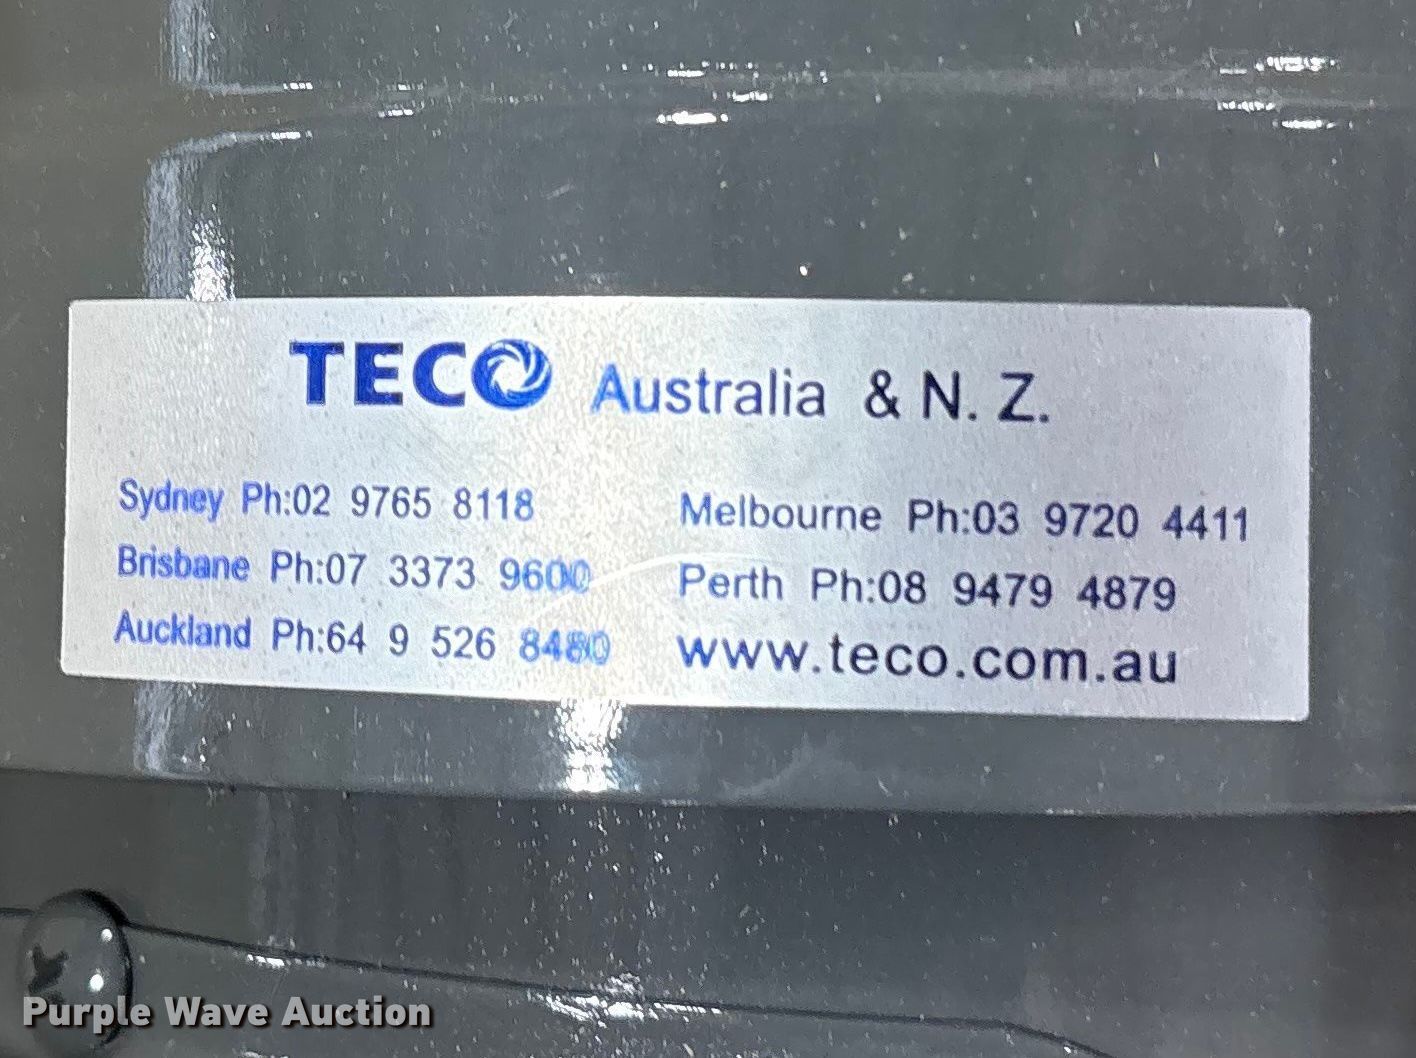 TECO Australia & N. Z.
Sydney Ph:02 9765 8118
Brisbane Ph:07 3373 9600
Auckland Ph:64 9 526 8480
Melbourne Ph:03 9720 4411
Perth Ph:08 9479 4879
www.teco.com.au
Purple Wave Auction